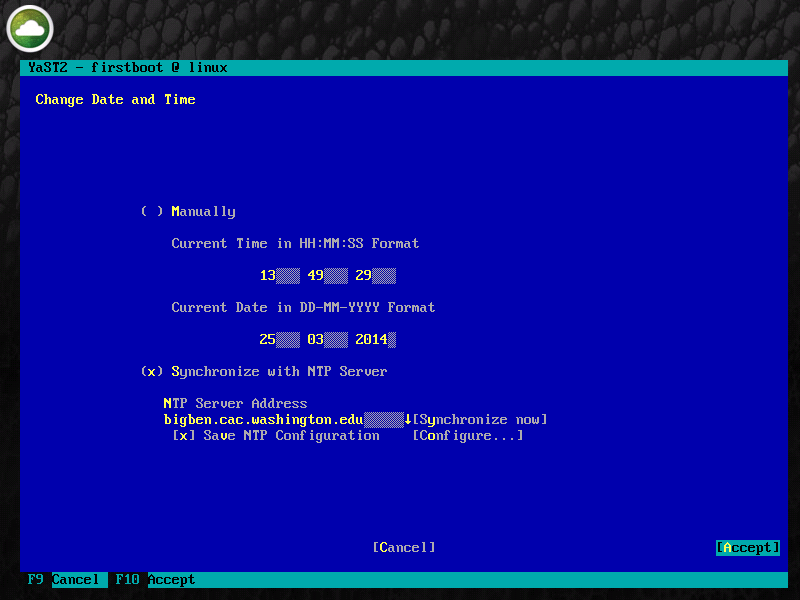 YaST2 - firstboot @ linux
Change Date and Time
( ) Manually
Current Time in HH:MM:SS Format
13 49 29
Current Date in DD-MM-YYYY Format
25 03 2014
(x) Synchronize with NTP Server
NTP Server Address
bigben.cac.washington.edu ↓[Synchronize now]
[x] Save NTP Configuration [Configure...]
[Cancel] [Accept]
F9 Cancel F10 Accept